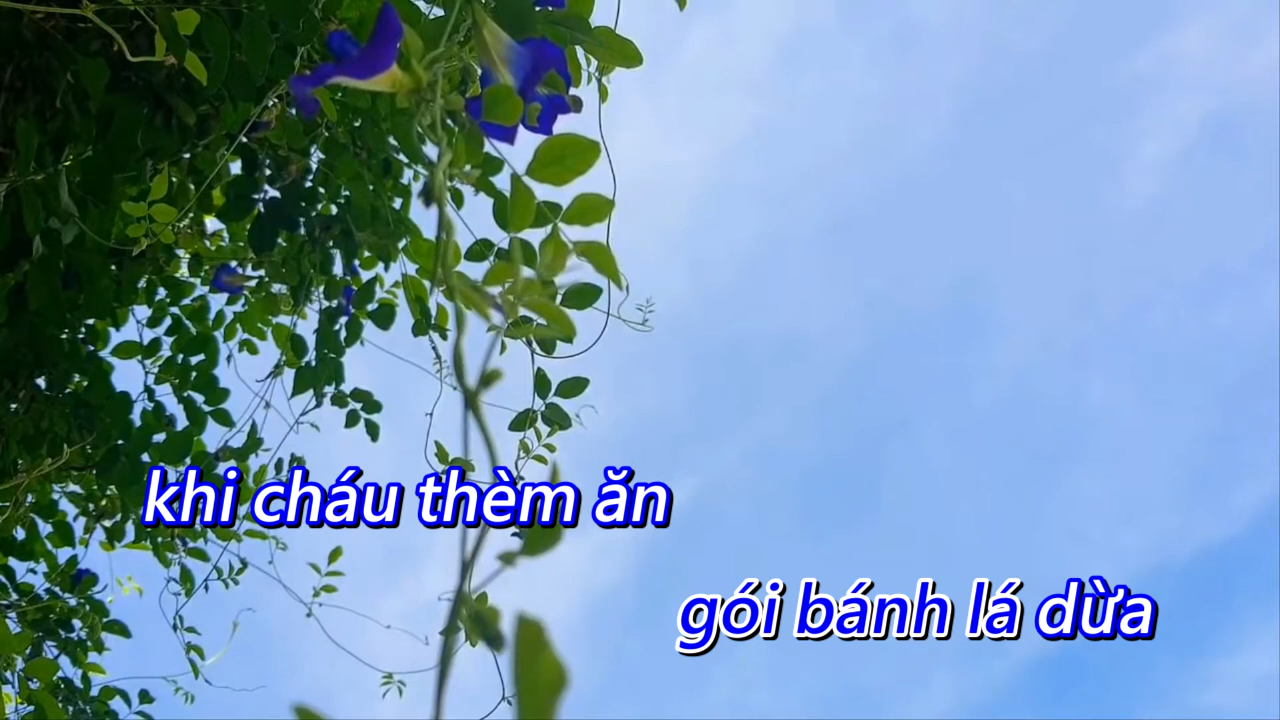 khi cháu thèm ăn
gói bánh lá dừa